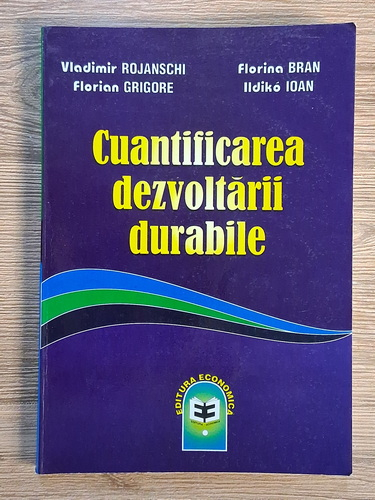 Vladimir ROJANSCHI
Florian GRIGORE
Florina BRAN
Ildikó IOAN
Cuantificarea
dezvoltării
durabile
EDITURA ECONOMICĂ